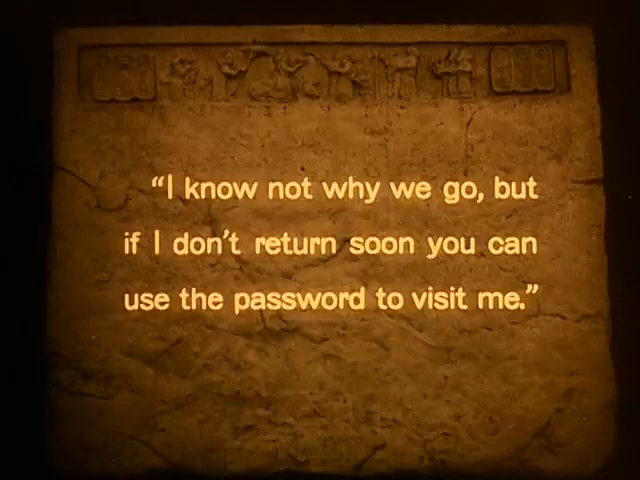 “I know not why we go, but
if I don’t return soon you can
use the password to visit me.”